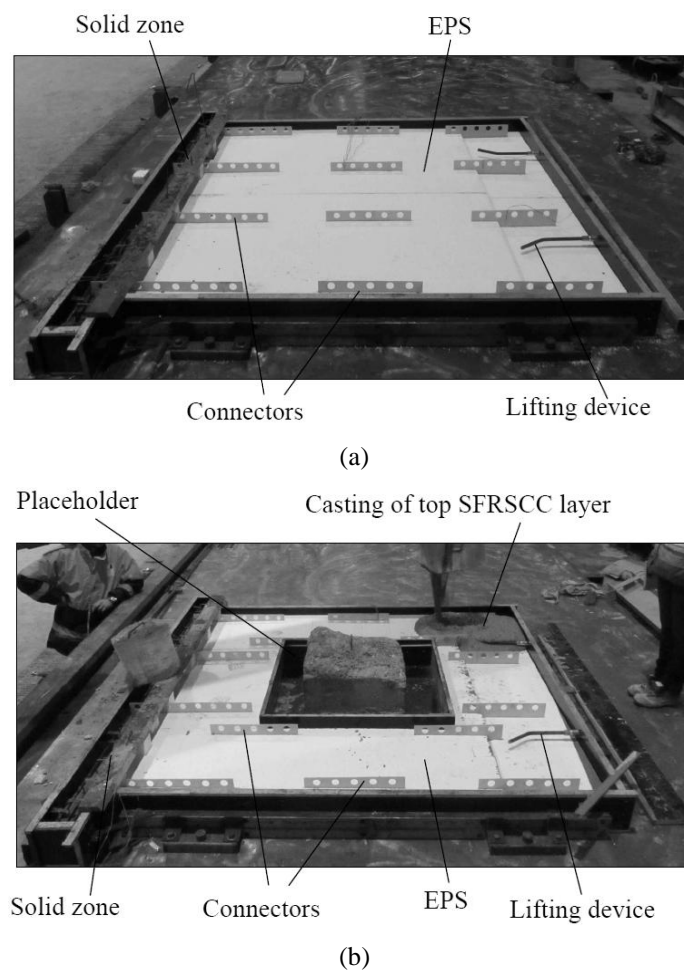 Solid zone
EPS
Connectors
Lifting device
(a)
Placeholder
Casting of top SFRSCC layer
Solid zone
Connectors
EPS
Lifting device
(b)